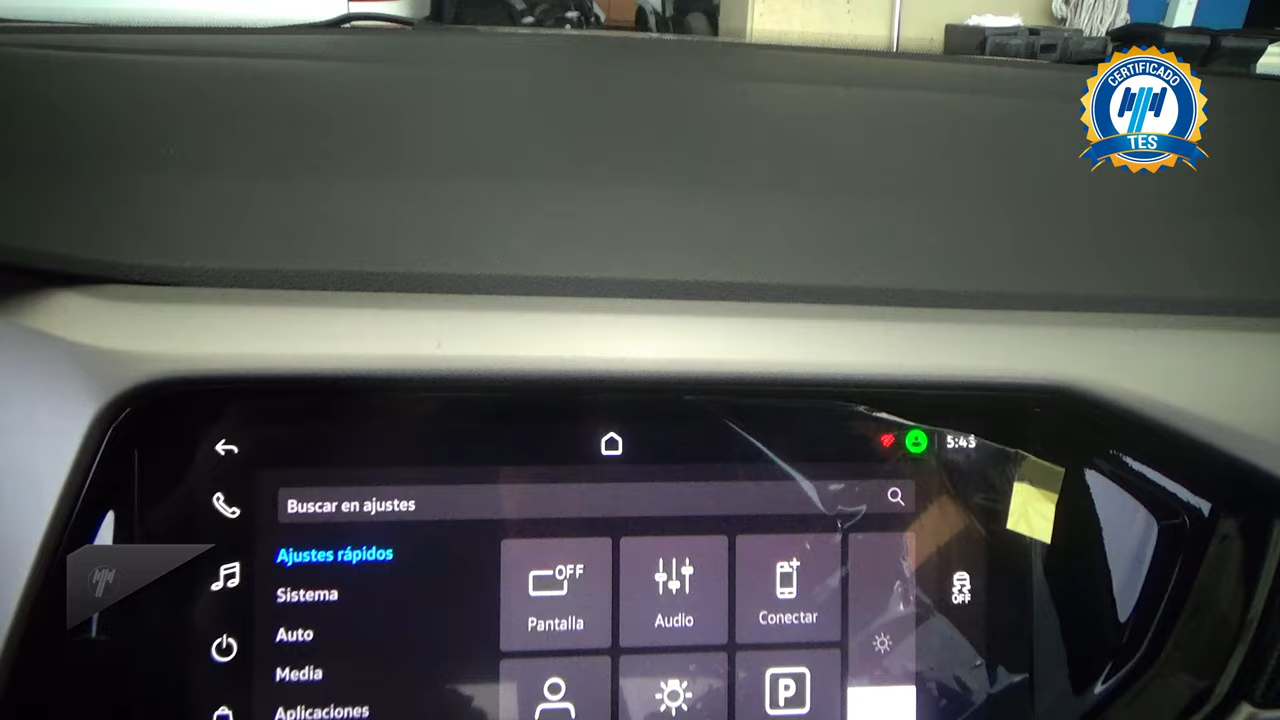 CERTIFICADO
TES
5:43
Buscar en ajustes
Ajustes rápidos
Sistema
Auto
Media
Aplicaciones
OFF
Pantalla
Audio
Conectar
P
OFF